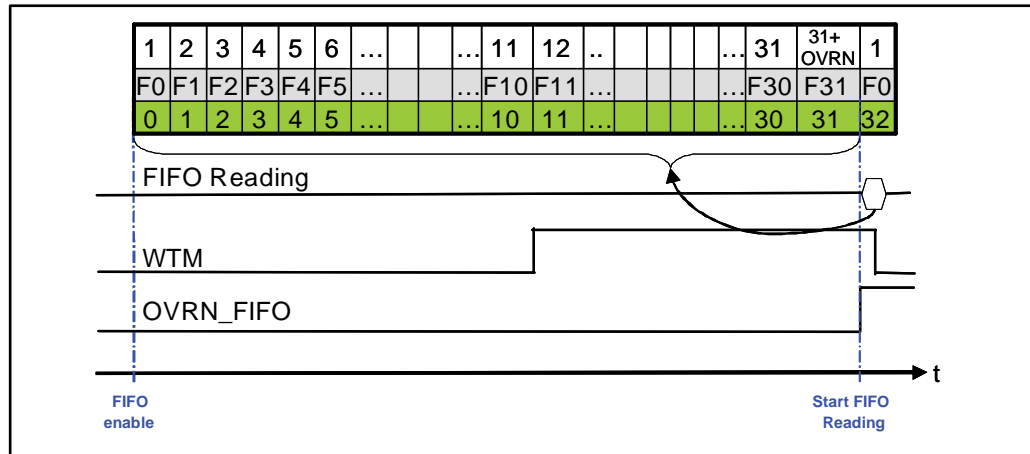 1 2 3 4 5 6 ... ... 11 12 .. ... 31 31+ OVRN 1
F0 F1 F2 F3 F4 F5 ... ... F10 F11 ... ... F30 F31 F0
0 1 2 3 4 5 ... ... 10 11 ... ... 30 31 32
FIFO Reading
WTM
OVRN_FIFO
t
FIFO
enable
Start FIFO
Reading